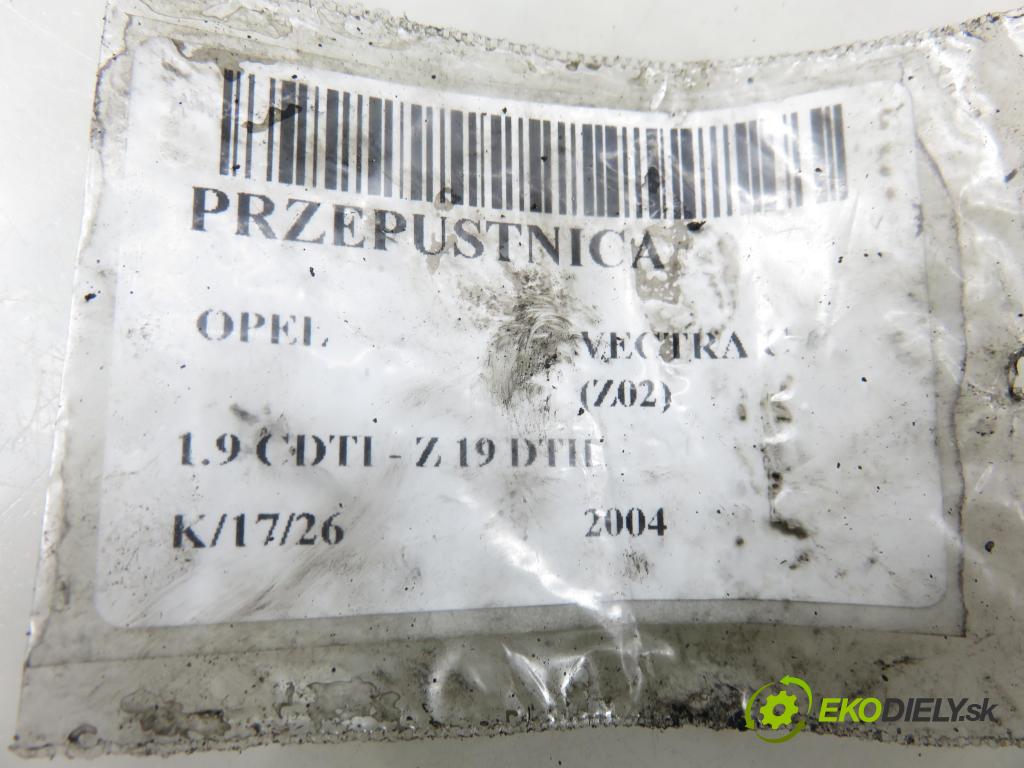 PRZEPUSTNICA
OPEL VECTRA C
(Z02)
1.9 CDTI - Z 19 DTH
K/17/26 2004
EKODIELY.sk